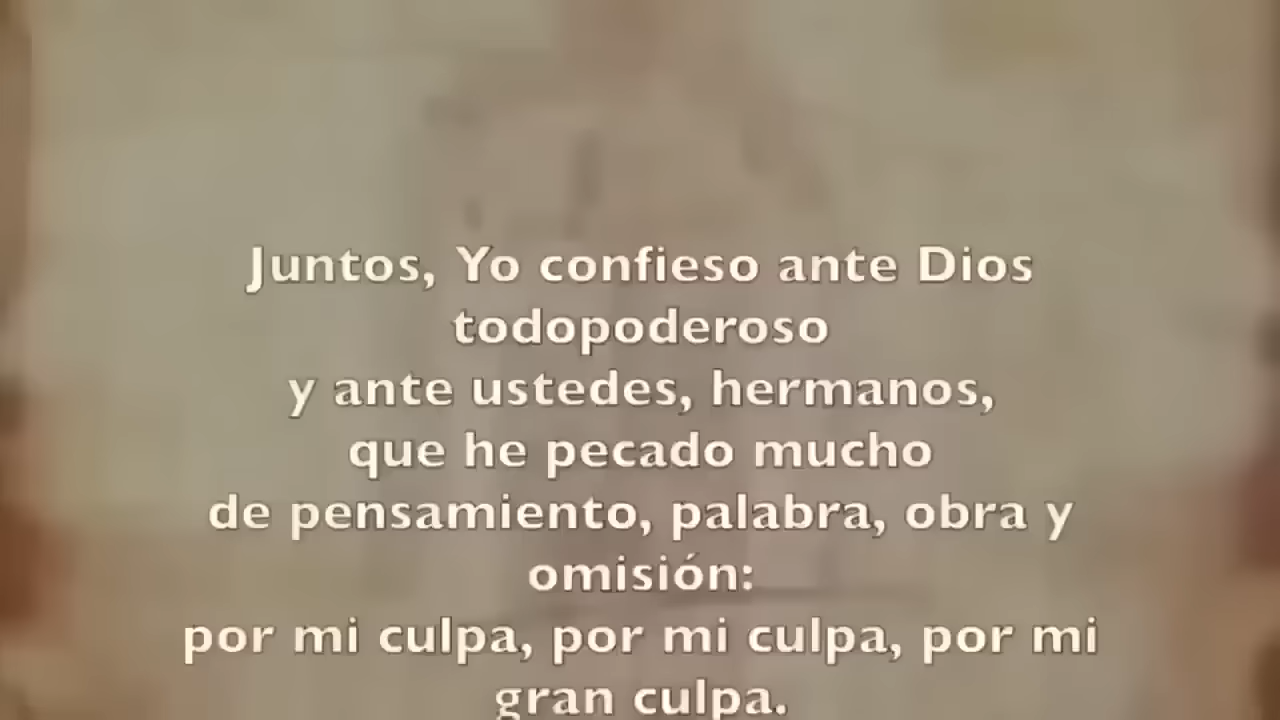 Juntos, Yo confieso ante Dios
todopoderoso
y ante ustedes, hermanos,
que he pecado mucho
de pensamiento, palabra, obra y
omisión:
por mi culpa, por mi culpa, por mi
gran culpa.